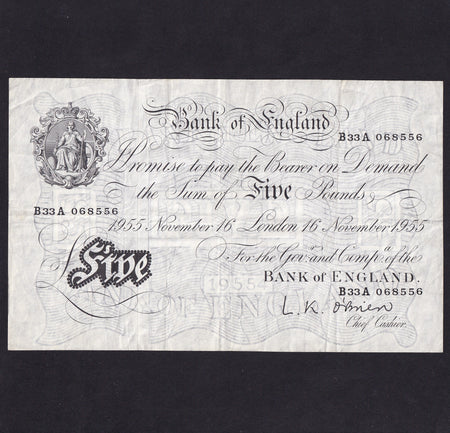 Bank of England
B33A 068556
I Promise to pay the Bearer on Demand
the Sum of Five Pounds
B33A 068556
1955 November 16 London 16 November 1955
For the Govr. and Compa. of the
BANK of ENGLAND.
£Five
1955
B33A 068556
L. K. O'Brien
Chief Cashier.